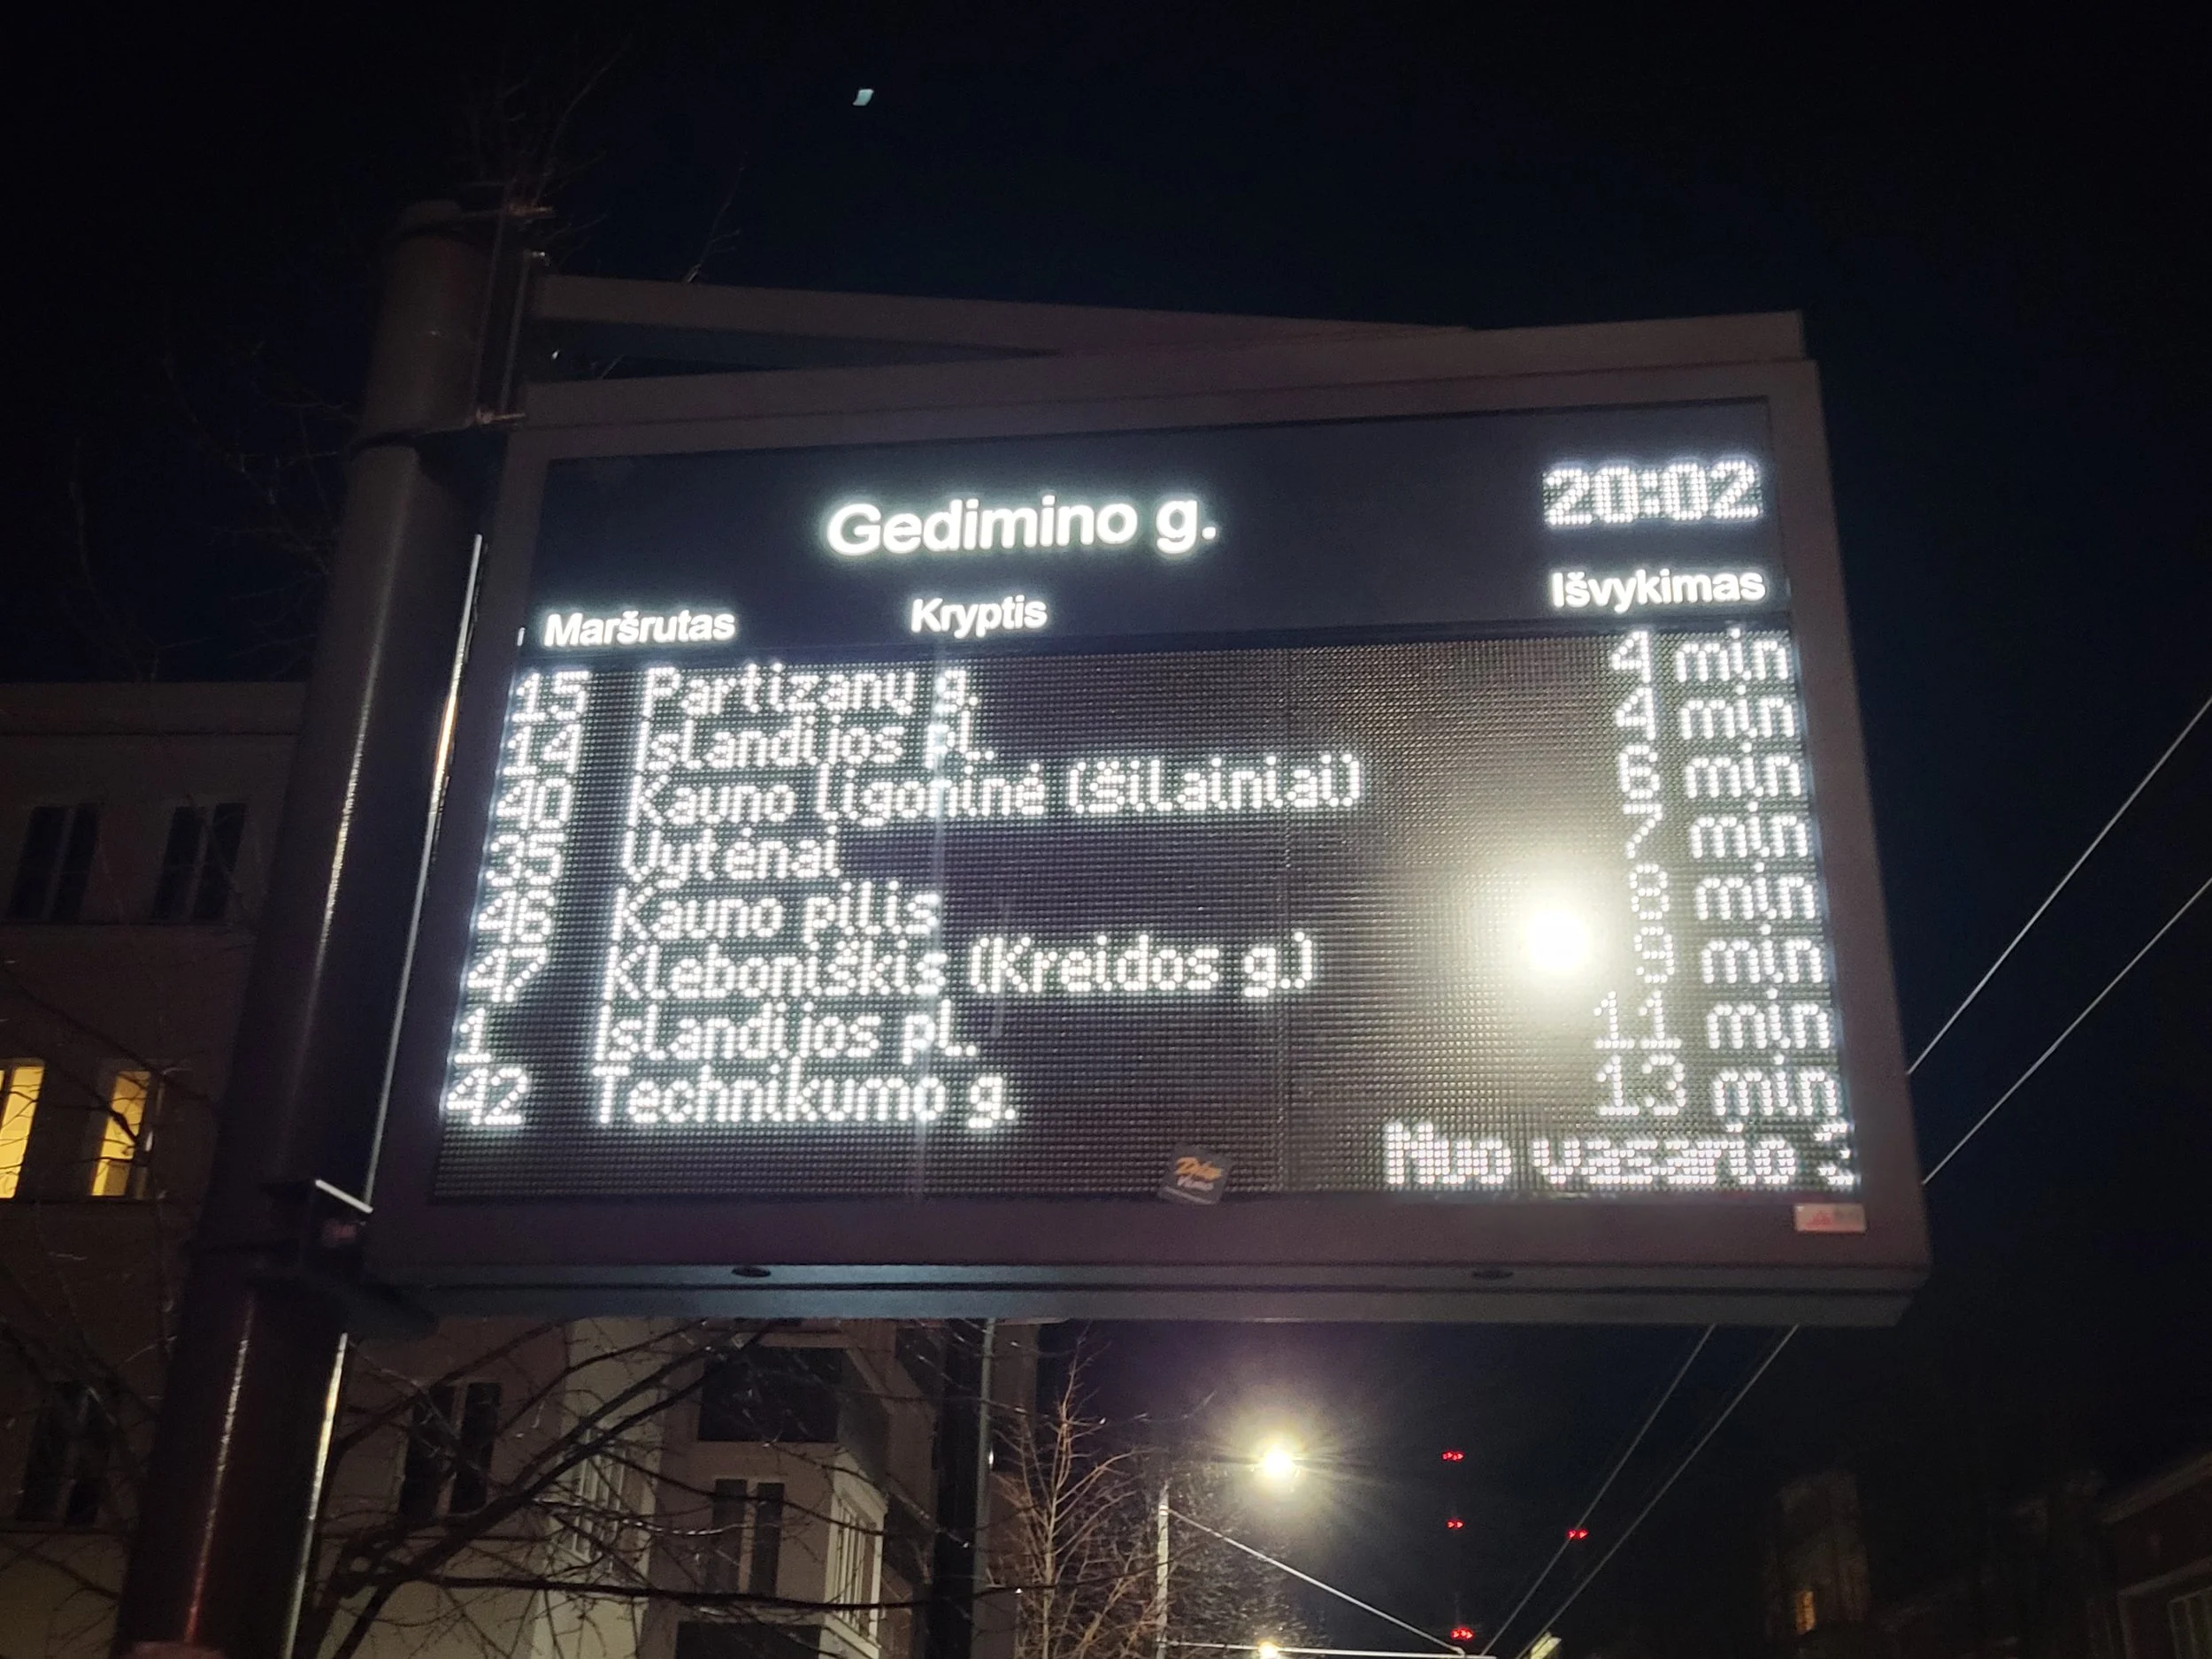 Gedimino g. 20:02
Maršrutas Kryptis Išvykimas
15 Partizanų g. 4 min
14 Islandijos pl. 4 min
40 Kauno ligoninė (Šilainiai) 6 min
35 Vytėnai 7 min
46 Kauno pilis 8 min
47 Kleboniškis (Kreidos g.) 9 min
1 Islandijos pl. 11 min
42 Technikumo g. 13 min
Nuo vasario